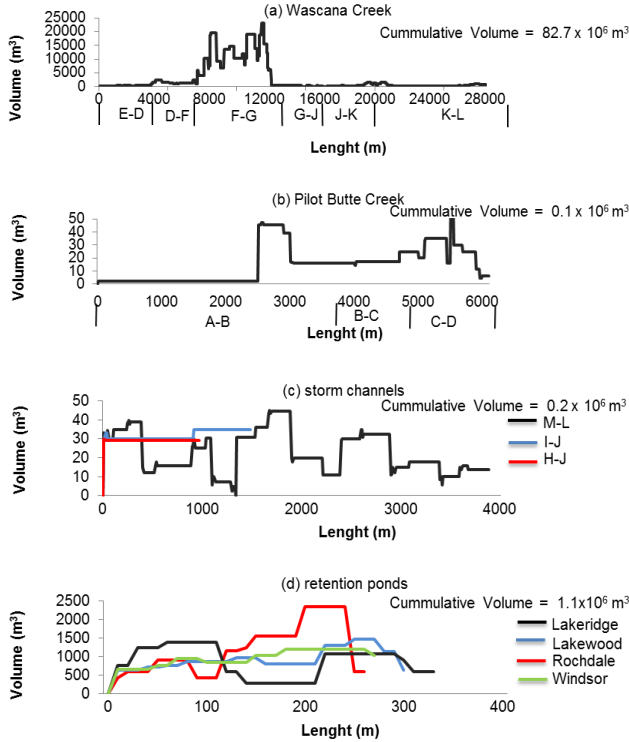 (a) Wascana Creek
Cummulative Volume = 82.7 x 10⁶ m³
Volume (m³)
25000
20000
15000
10000
5000
0
0 4000 8000 12000 16000 20000 24000 28000
E-D D-F F-G G-J J-K K-L
Lenght (m)
(b) Pilot Butte Creek
Cummulative Volume = 0.1 x 10⁶ m³
Volume (m³)
50
40
30
20
10
0
0 1000 2000 3000 4000 5000 6000
A-B B-C C-D
Lenght (m)
(c) storm channels
Cummulative Volume = 0.2 x 10⁶ m³
M-L
I-J
H-J
Volume (m³)
50
40
30
20
10
0
0 1000 2000 3000 4000
Lenght (m)
(d) retention ponds
Cummulative Volume = 1.1x10⁶ m³
Lakeridge
Lakewood
Rochdale
Windsor
Volume (m³)
2500
2000
1500
1000
500
0
0 100 200 300 400
Lenght (m)